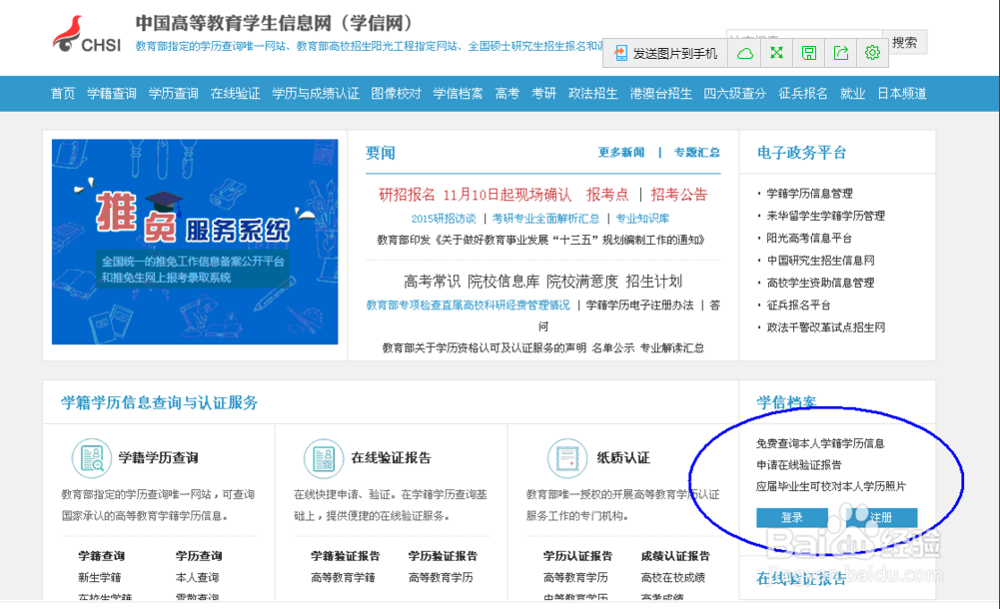 中国高等教育学生信息网（学信网）
CHSI
教育部指定的学历查询唯一网站、教育部高校招生阳光工程指定网站、全国硕士研究生招生报名和
发送图片到手机
搜索
首页 学籍查询 学历查询 在线验证 学历与成绩认证 图像校对 学信档案 高考 考研 政法招生 港澳台招生 四六级查分 征兵报名 就业 日本频道
推免服务系统
全国统一的推免工作信息备案公开平台
和推免生网上报考录取系统
要闻
更多新闻 | 专题汇总
研招报名 11月10日起现场确认 报考点 | 招考公告
2015研招访谈 | 考研专业全面解析汇总 | 专业知识库
教育部印发《关于做好教育事业发展“十三五”规划编制工作的通知》
高考常识 院校信息库 院校满意度 招生计划
教育部专项检查直属高校科研经费管理情况 | 学籍学历电子注册办法 | 答
问
教育部关于学历资格认可及认证服务的声明 名单公示 专业解读汇总
电子政务平台
· 学籍学历信息管理
· 来华留学生学籍学历管理
· 阳光高考信息平台
· 中国研究生招生信息网
· 高校学生资助信息管理
· 征兵报名平台
· 政法干警改革试点招生网
学籍学历信息查询与认证服务
学籍学历查询
教育部指定的学历查询唯一网站，可查询
国家承认的高等教育学籍学历信息。
学籍查询 学历查询
新生学籍 本人查询
在校生学籍 零散查询
在线验证报告
在线快捷申请、验证。在学籍学历查询基
础上，提供便捷的在线验证服务。
学籍验证报告 学历验证报告
高等教育学籍 高等教育学历
纸质认证
教育部唯一授权的开展高等教育学历认证
服务工作的专门机构。
学历认证报告 成绩认证报告
高等教育学历 高校在校成绩
中等教育学历 高考成绩
学信档案
免费查询本人学籍学历信息
申请在线验证报告
应届毕业生可校对本人学历照片
登录 注册
在线验证报告
Baidu经验
jingyan.baidu.com